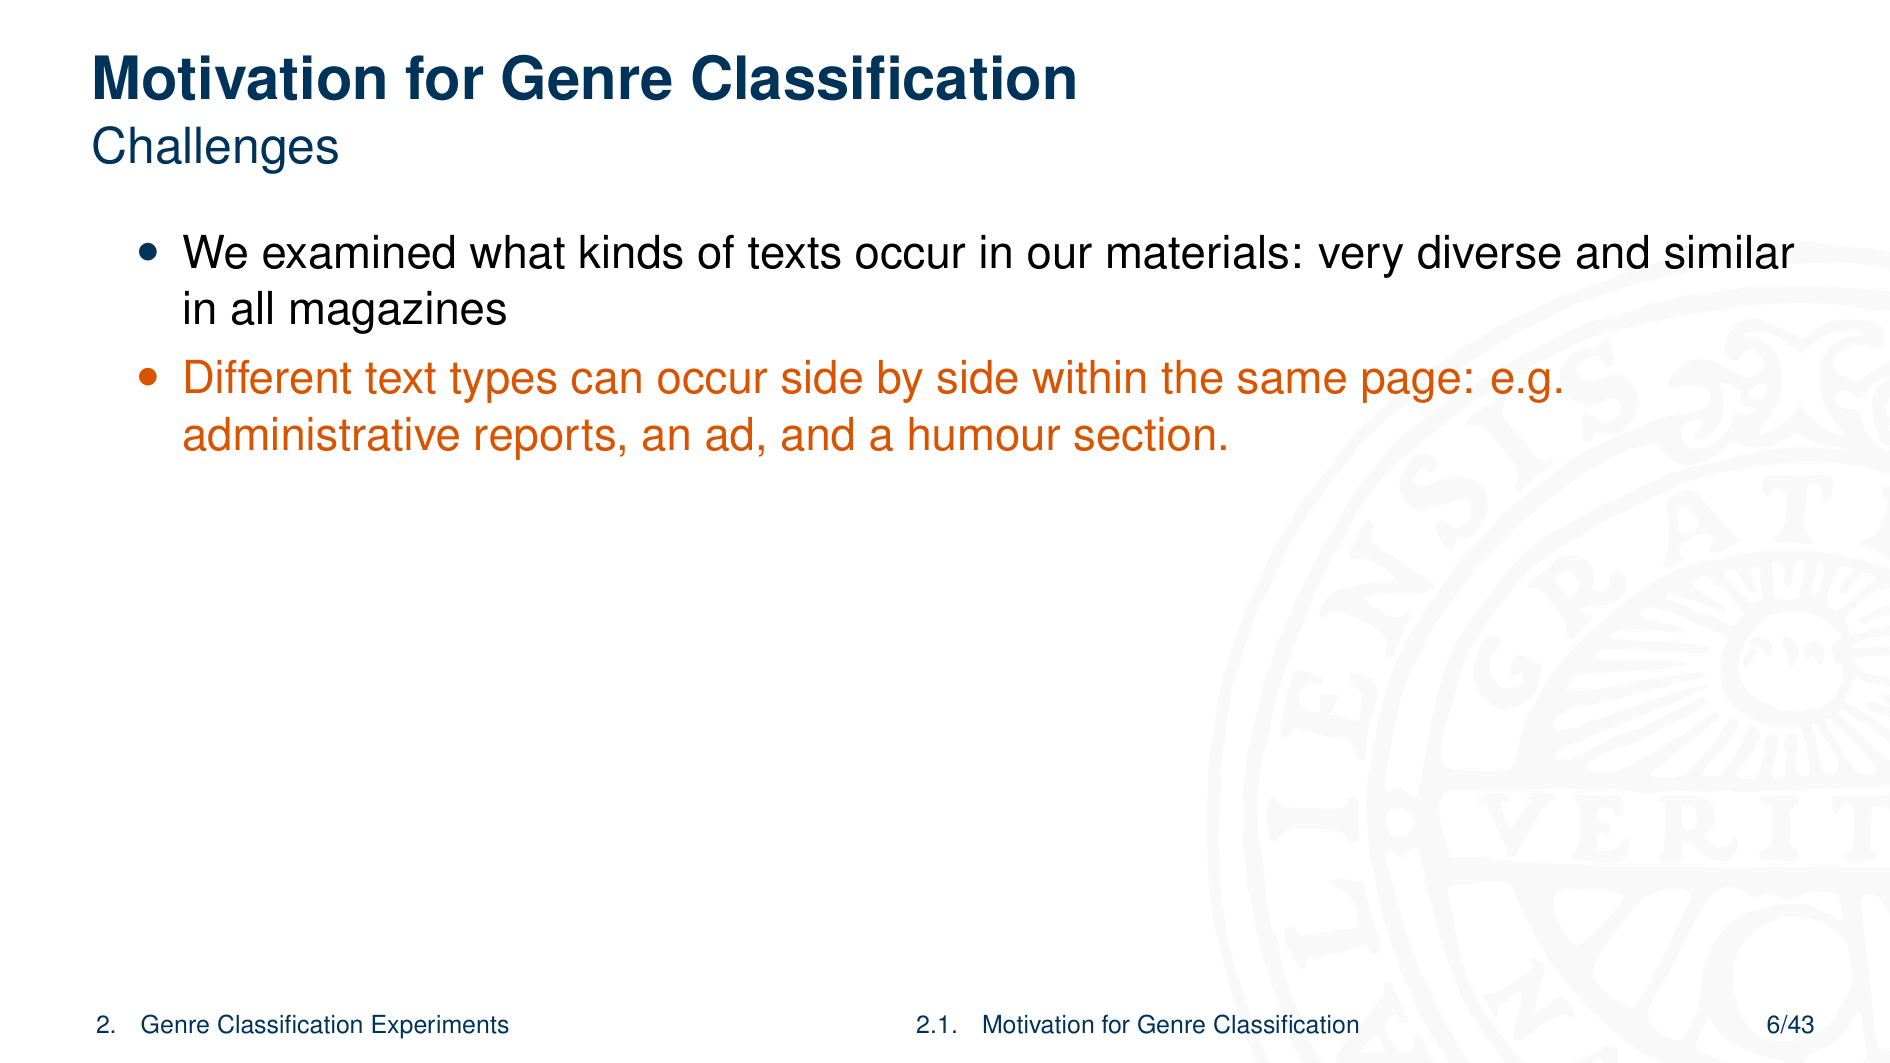 Motivation for Genre Classification
Challenges
• We examined what kinds of texts occur in our materials: very diverse and similar
in all magazines
• Different text types can occur side by side within the same page: e.g.
administrative reports, an ad, and a humour section.
2. Genre Classification Experiments
2.1. Motivation for Genre Classification
6/43